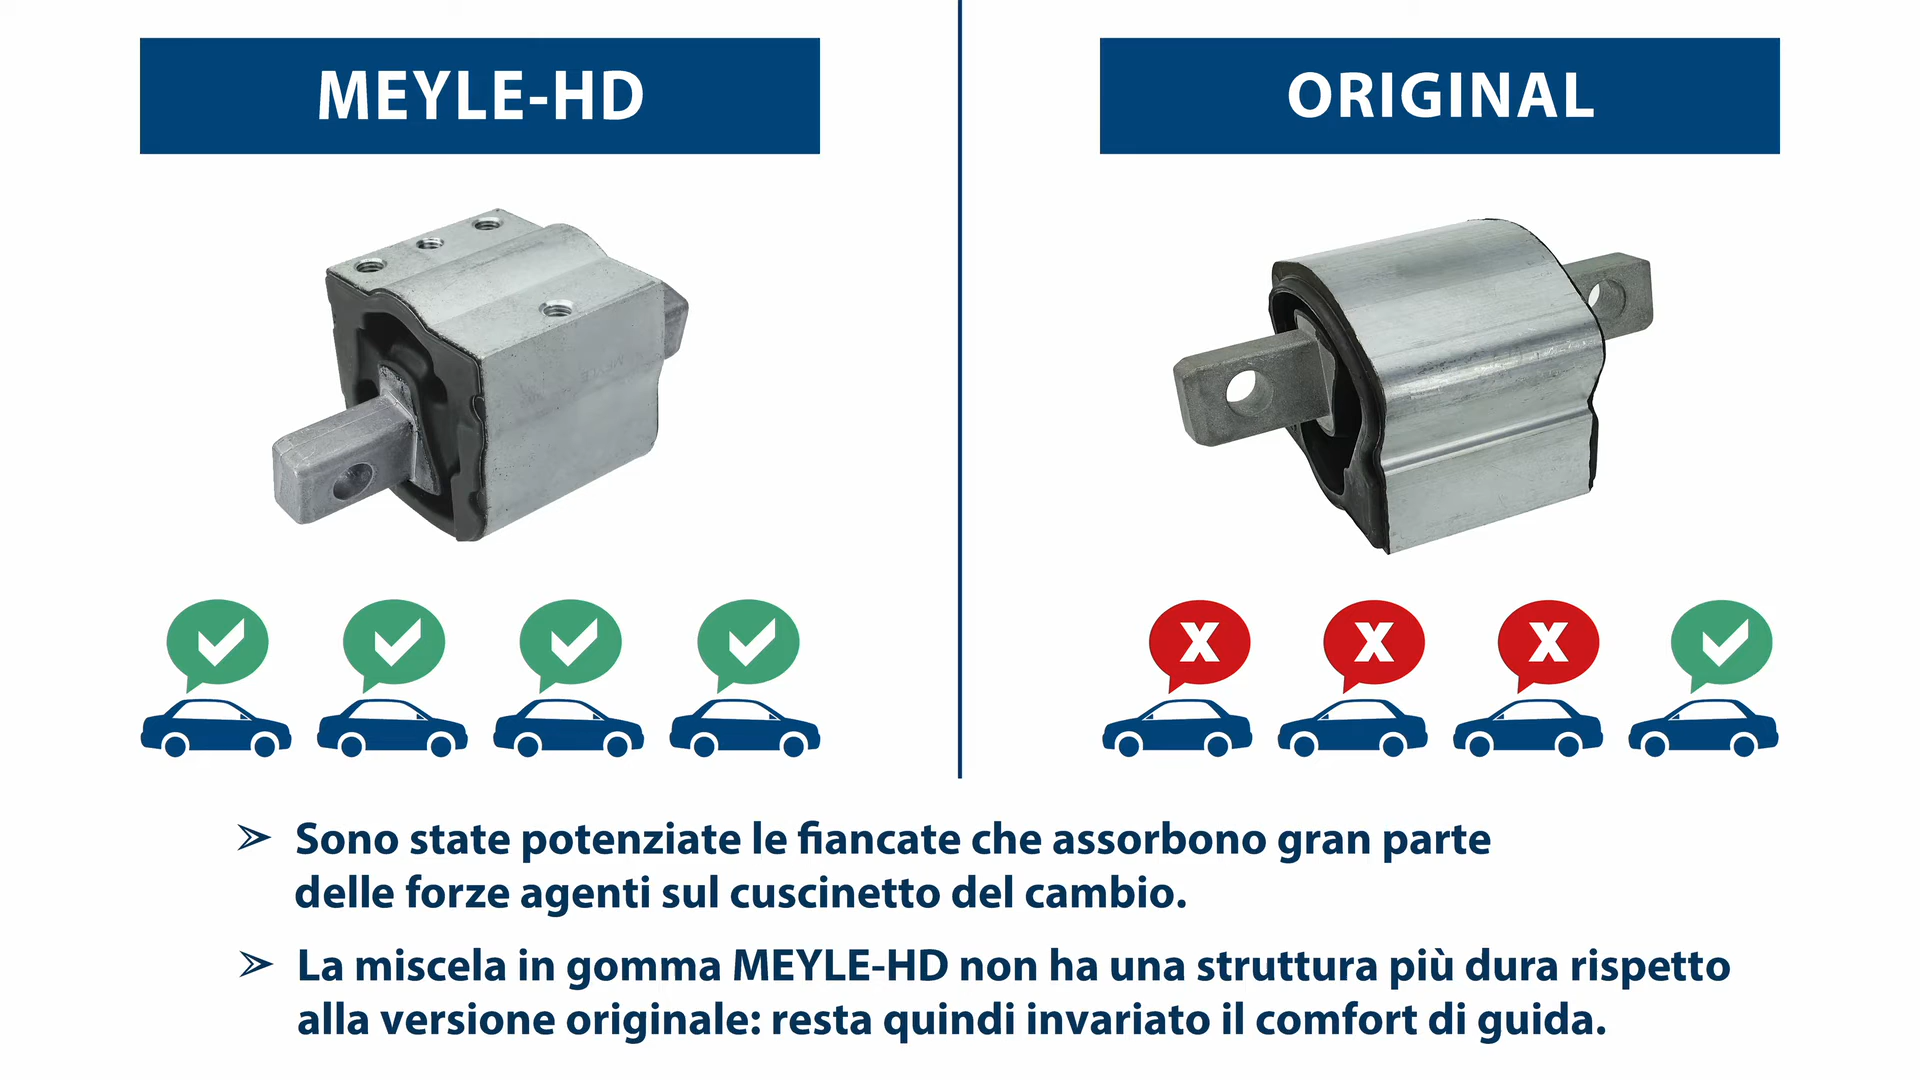 MEYLE-HD
ORIGINAL
X X X
➢ Sono state potenziate le fiancate che assorbono gran parte
delle forze agenti sul cuscinetto del cambio.
➢ La miscela in gomma MEYLE-HD non ha una struttura più dura rispetto
alla versione originale: resta quindi invariato il comfort di guida.